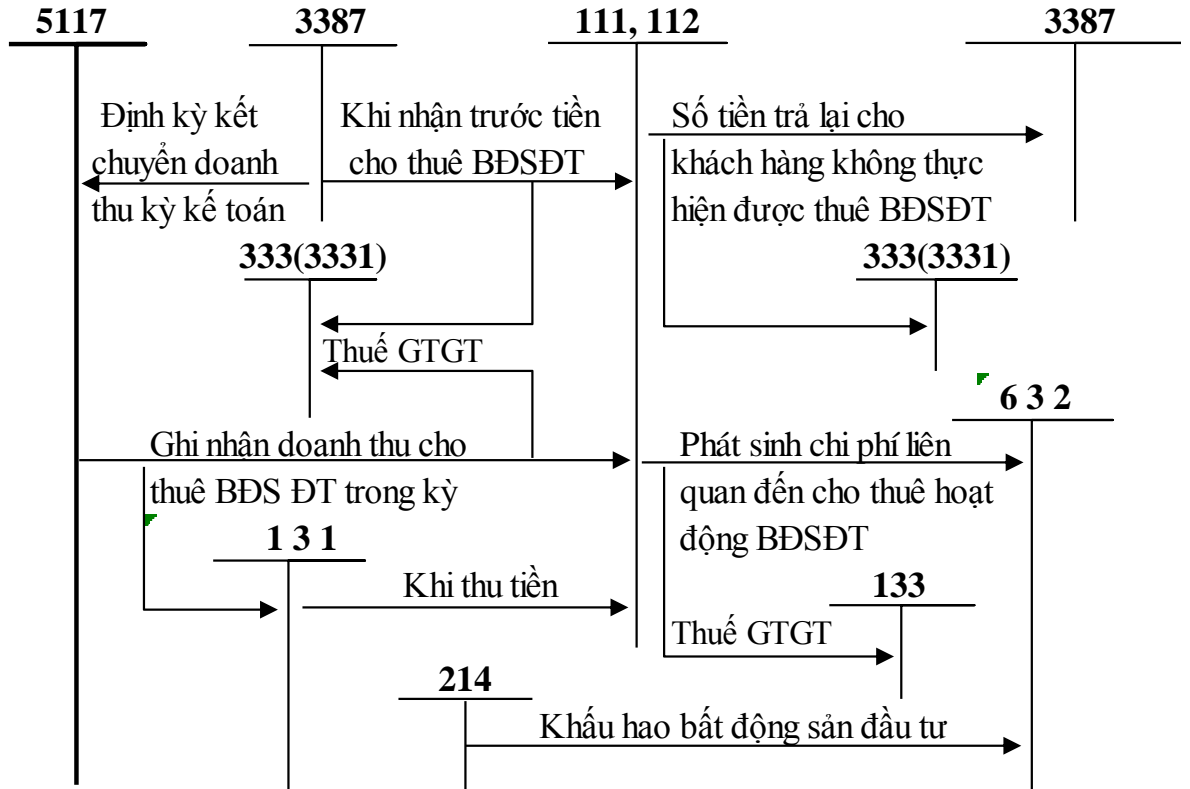 5117
3387
111, 112
3387
Định kỳ kết
chuyển doanh
thu kỳ kế toán
Khi nhận trước tiền
cho thuê BĐSĐT
Số tiền trả lại cho
khách hàng không thực
hiện được thuê BĐSĐT
333(3331)
333(3331)
Thuế GTGT
6 3 2
Ghi nhận doanh thu cho
thuê BĐS ĐT trong kỳ
Phát sinh chi phí liên
quan đến cho thuê hoạt
động BĐSĐT
1 3 1
Khi thu tiền
133
Thuế GTGT
214
Khấu hao bất động sản đầu tư